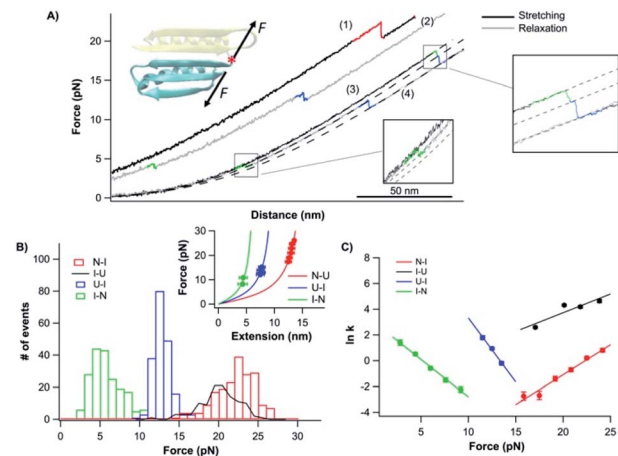 A)
Force (pN)
20
15
10
5
0
F
*
F
(1)
(2)
(3)
(4)
Stretching
Relaxation
50 nm
Distance (nm)
B)
# of events
100
80
60
40
20
0
N-I
I-U
U-I
I-N
0 5 10 15 20 25 30
Force (pN)
Force (pN)
30
20
10
0
N-U
U-I
I-N
0 5 10 15
Extension (nm)
C)
ln k
6
4
2
0
-2
-4
5 10 15 20 25
Force (pN)